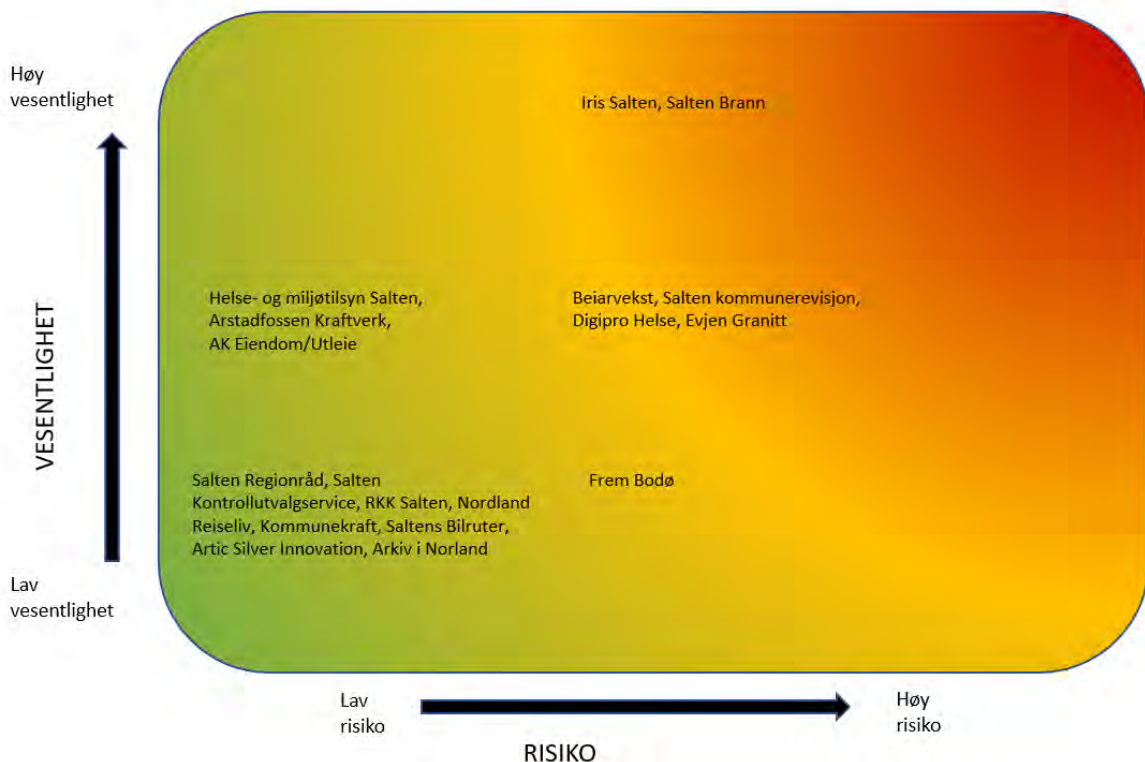 Høy
vesentlighet
Iris Salten, Salten Brann
VESENTLIGHET
Helse- og miljøtilsyn Salten,
Arstadfossen Kraftverk,
AK Eiendom/Utleie
Beiarvekst, Salten kommunerevisjon,
Digipro Helse, Evjen Granitt
Salten Regionråd, Salten
Kontrollutvalgservice, RKK Salten, Nordland
Reiseliv, Kommunekraft, Saltens Bilruter,
Artic Silver Innovation, Arkiv i Norland
Frem Bodø
Lav
vesentlighet
Lav
risiko
Høy
risiko
RISIKO